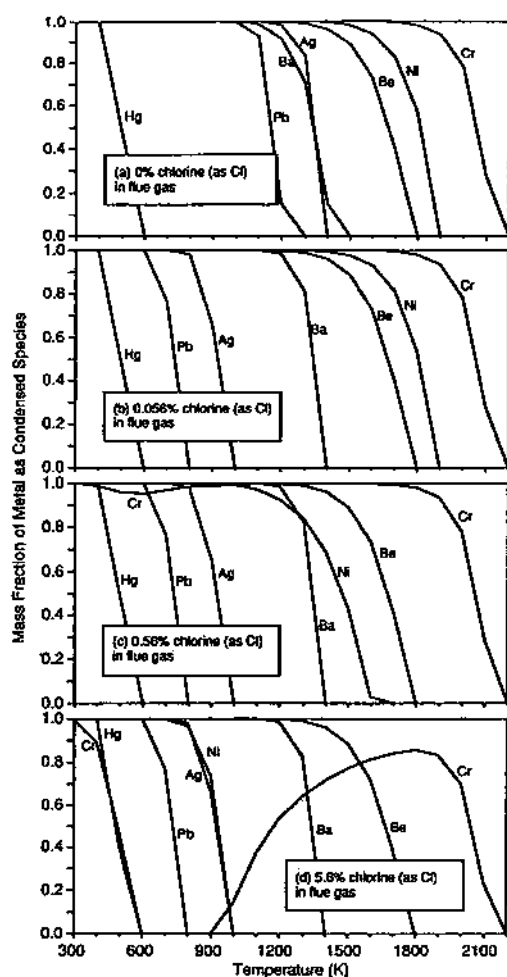 Mass Fraction of Metal as Condensed Species
1.0
0.8
0.6
0.4
0.2
0.0
Hg
Pb
Ba
Ag
Be
Ni
Cr
(a) 0% chlorine (as Cl)
in flue gas
1.0
0.8
0.6
0.4
0.2
0.0
Hg
Pb
Ag
Ba
Be
Ni
Cr
(b) 0.056% chlorine (as Cl)
in flue gas
1.0
0.8
0.6
0.4
0.2
0.0
Cr
Hg
Pb
Ag
Ba
Ni
Be
Cr
(c) 0.56% chlorine (as Cl)
in flue gas
1.0
0.8
0.6
0.4
0.2
0.0
Cr
Hg
Pb
Ag
Ni
Ba
Be
Cr
(d) 5.6% chlorine (as Cl)
in flue gas
300 600 900 1200 1500 1800 2100
Temperature [K]